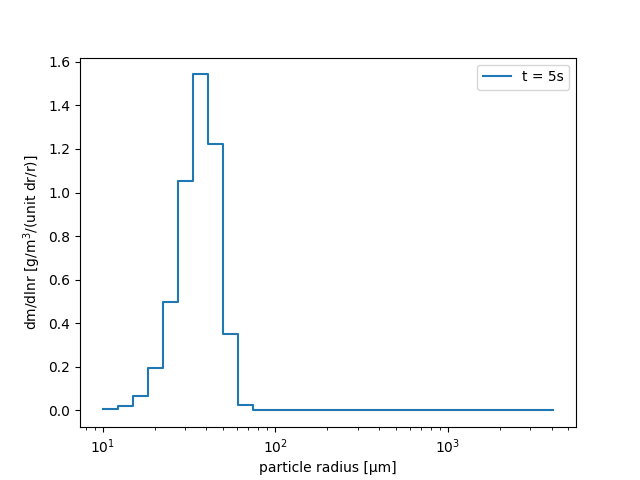 t = 5s
dm/dlnr [g/m³/(unit dr/r)]
1.6
1.4
1.2
1.0
0.8
0.6
0.4
0.2
0.0
10¹ 10² 10³
particle radius [µm]